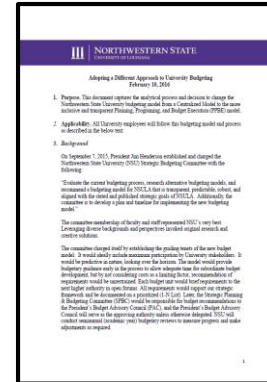 NORTHWESTERN STATE
UNIVERSITY OF LOUISIANA
Adopting a Different Approach to University Budgeting
February 10, 2016
1. Purpose. This document captures the analytical process and decision to change the
Northwestern State University budgeting model from a Centralized Model to the more
inclusive and transparent Planning, Programing, and Budget Execution (PPBE) model.
2. Applicability. All University employees will follow this budgeting model and process
as described in the below text.
3. Background
On September 7, 2015, President Jim Henderson established and charged the
Northwestern State University (NSU) Strategic Budgeting Committee with the
following:
"Evaluate the current budgeting process, research alternative budgeting models, and
recommend a budgeting model for NSULA that is transparent, predictable, robust, and
aligned with the stated and published strategic goals of NSULA. Additionally, the
committee is to develop a plan and timeline for implementing the new budgeting
model."
The committee membership of faculty and staff represented NSU's very best.
Leveraging diverse backgrounds and perspectives invoked original research and
creative solutions.
The committee charged itself by establishing the guiding tenets of the new budget
model. It would ideally include maximum participation by University stakeholders. It
would be predictive in nature, looking over the horizon. The model would provide
budgetary guidance early in the process to allow adequate time for subordinate budget
development, but by not considering costs as a limiting factor, recommendation of
requirements would be unconstrained. Each budget unit would bring requirements to the
next higher authority in open forums. All requirements would support our strategic
framework and be documented on a prioritized (1-N List). Later, the Strategic Planning
& Budgeting Committee (SPBC) would be responsible for budget recommendations to
the President's Budget Advisory Council (PAC), and the President's Budget Advisory
Council will serve as the approving authority unless otherwise delegated. NSU will
conduct semiannual (academic year) budgetary reviews to measure progress and make
adjustments as required.
1